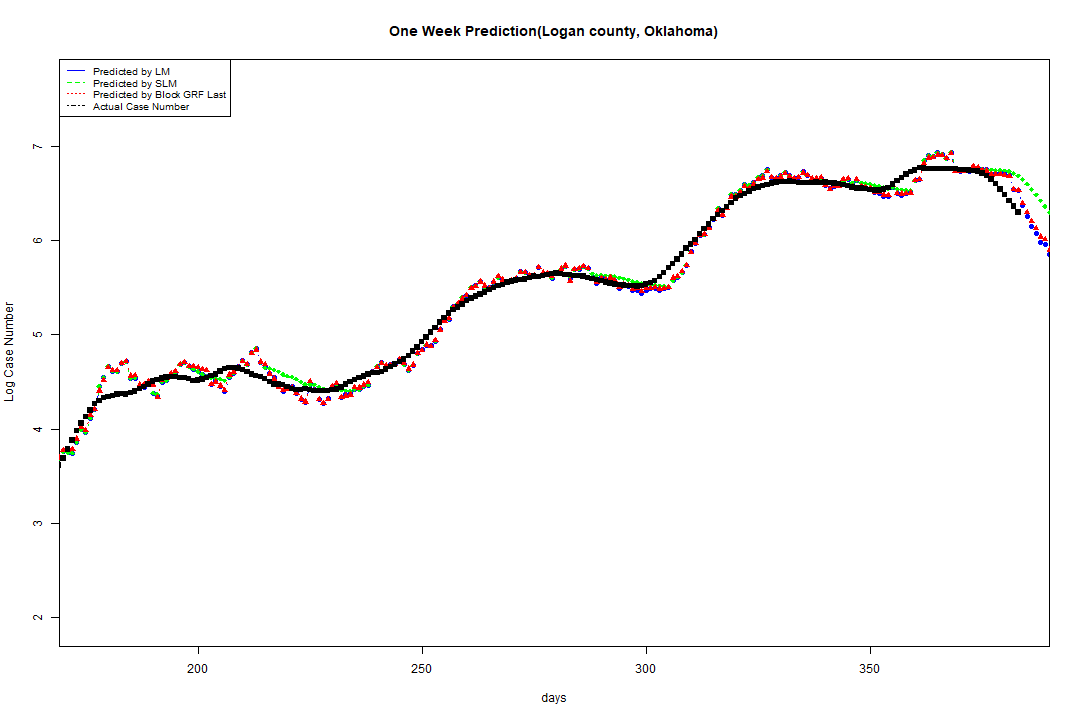 One Week Prediction(Logan county, Oklahoma)
Predicted by LM
Predicted by SLM
Predicted by Block GRF Last
Actual Case Number
Log Case Number
7
6
5
4
3
2
200
250
300
350
days